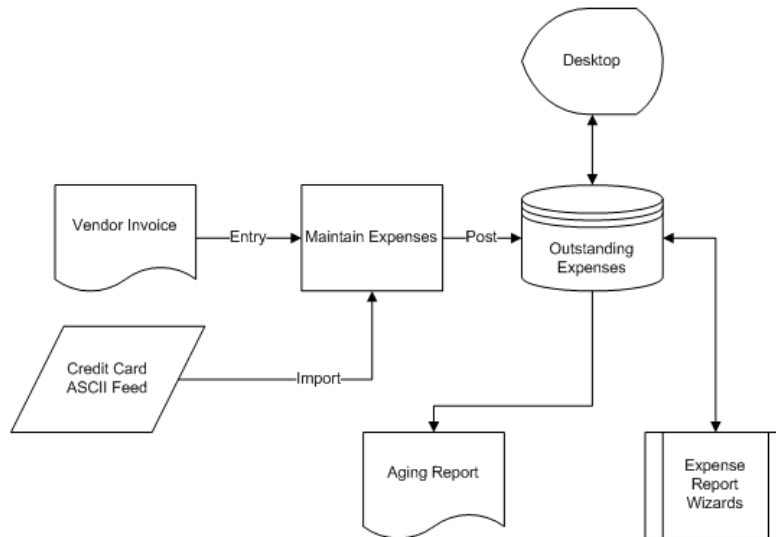 Desktop
Vendor Invoice
Entry
Maintain Expenses
Post
Outstanding
Expenses
Credit Card
ASCII Feed
Import
Aging Report
Expense
Report
Wizards